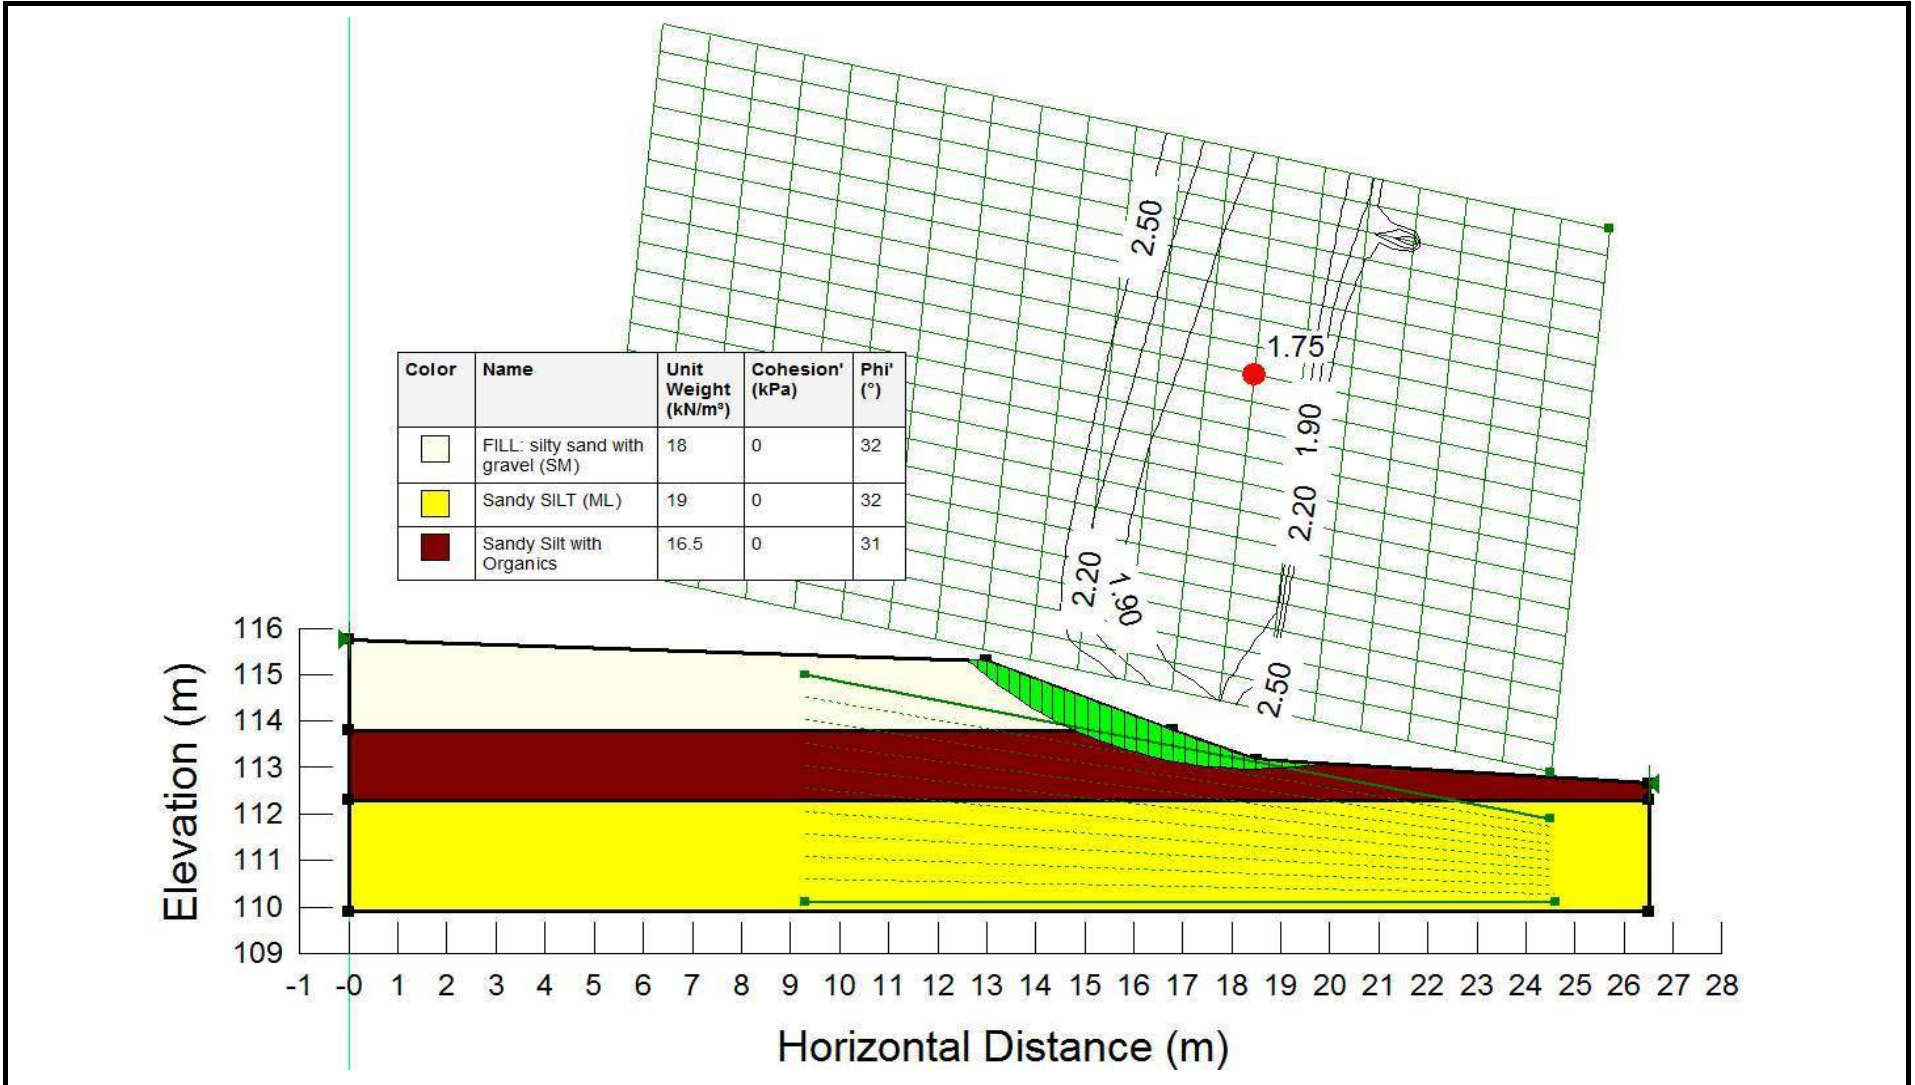 2.50
1.75
1.90
2.20
2.20
1.90
2.50
Color Name Unit Weight (kN/m³) Cohesion' (kPa) Phi' (°)
FILL: silty sand with gravel (SM) 18 0 32
Sandy SILT (ML) 19 0 32
Sandy Silt with Organics 16.5 0 31
Elevation (m)
116
115
114
113
112
111
110
109
-1 -0 1 2 3 4 5 6 7 8 9 10 11 12 13 14 15 16 17 18 19 20 21 22 23 24 25 26 27 28
Horizontal Distance (m)